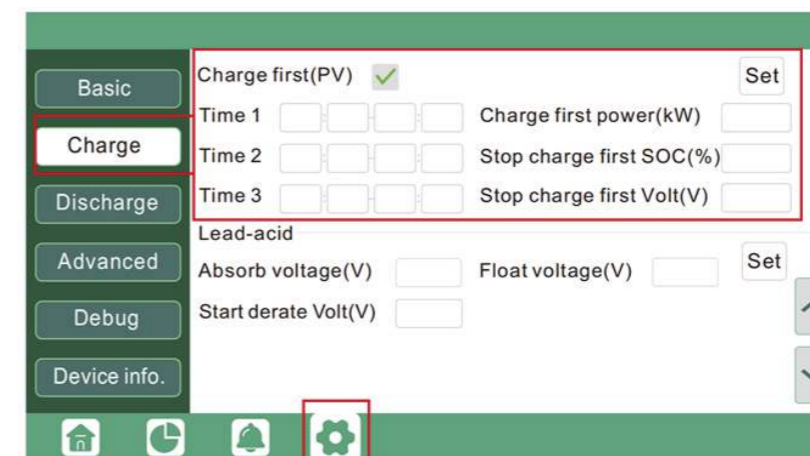 Basic
Charge
Discharge
Advanced
Debug
Device info.
Charge first(PV) Set
Time 1 Charge first power(kW)
Time 2 Stop charge first SOC(%)
Time 3 Stop charge first Volt(V)
Lead-acid
Absorb voltage(V) Float voltage(V) Set
Start derate Volt(V)